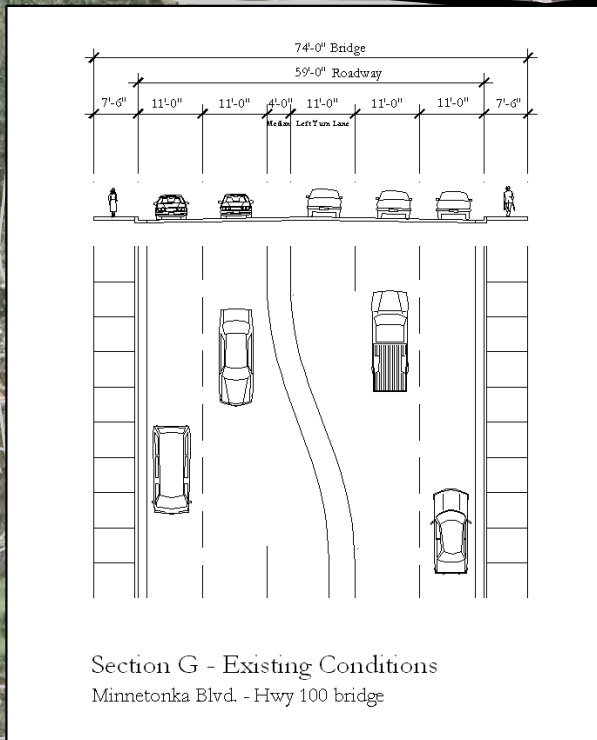 74'-0" Bridge
59'-0" Roadway
7'-6" 11'-0" 11'-0" 4'-0" 11'-0" 11'-0" 11'-0" 7'-6"
Median Left Turn Lane
Section G - Existing Conditions
Minnetonka Blvd. - Hwy 100 bridge